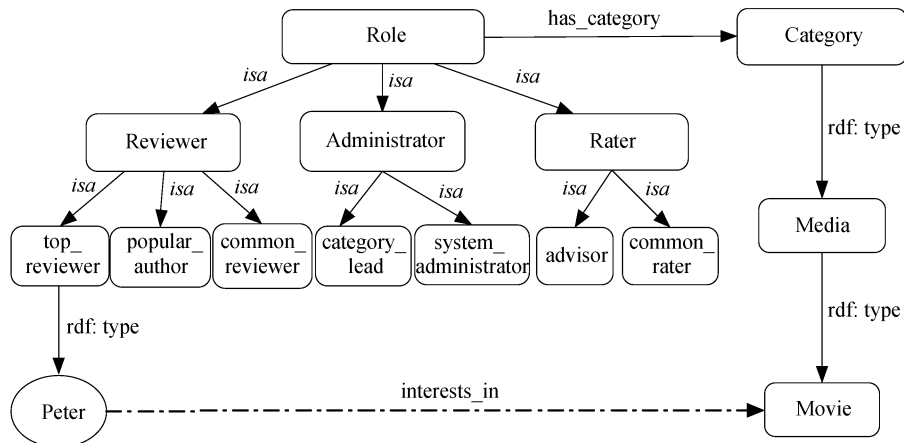 has_category
Role
Category
isa
isa
isa
rdf: type
Reviewer
Administrator
Rater
isa
isa
isa
isa
isa
isa
isa
Media
top_
reviewer
popular_
author
common_
reviewer
category_
lead
system_
administrator
advisor
common_
rater
rdf: type
rdf: type
interests_in
Peter
Movie